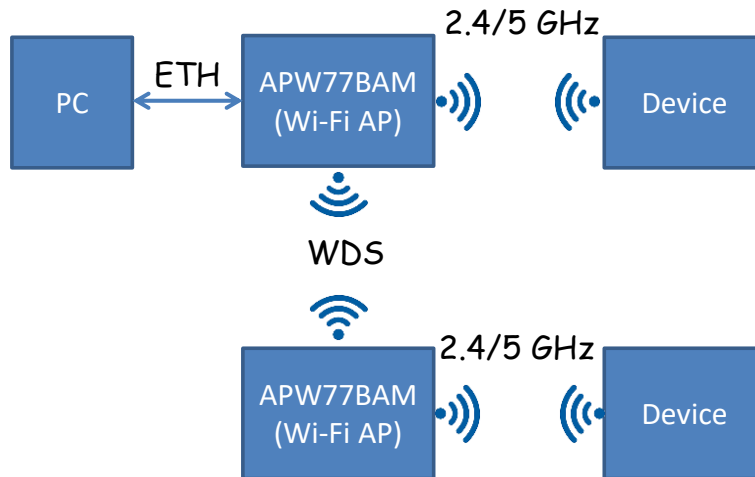 2.4/5 GHz
PC
ETH
APW77BAM
(Wi-Fi AP)
Device
WDS
2.4/5 GHz
APW77BAM
(Wi-Fi AP)
Device